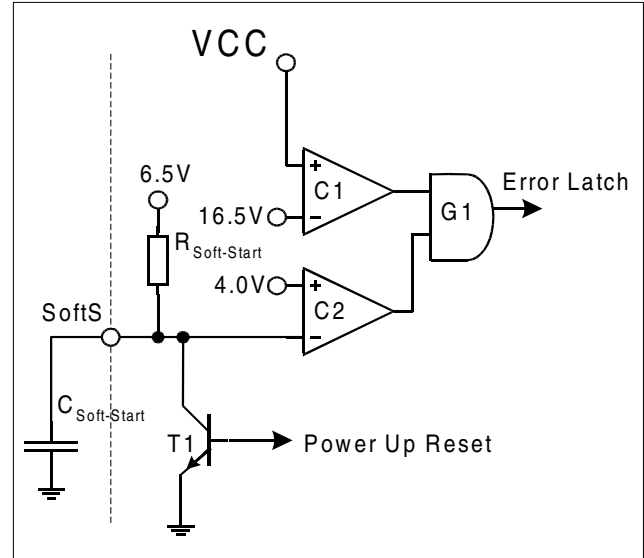 VCC
6.5V
+
C1
-
16.5V
R Soft-Start
G1
Error Latch
4.0V
+
C2
-
SoftS
C Soft-Start
T1
Power Up Reset